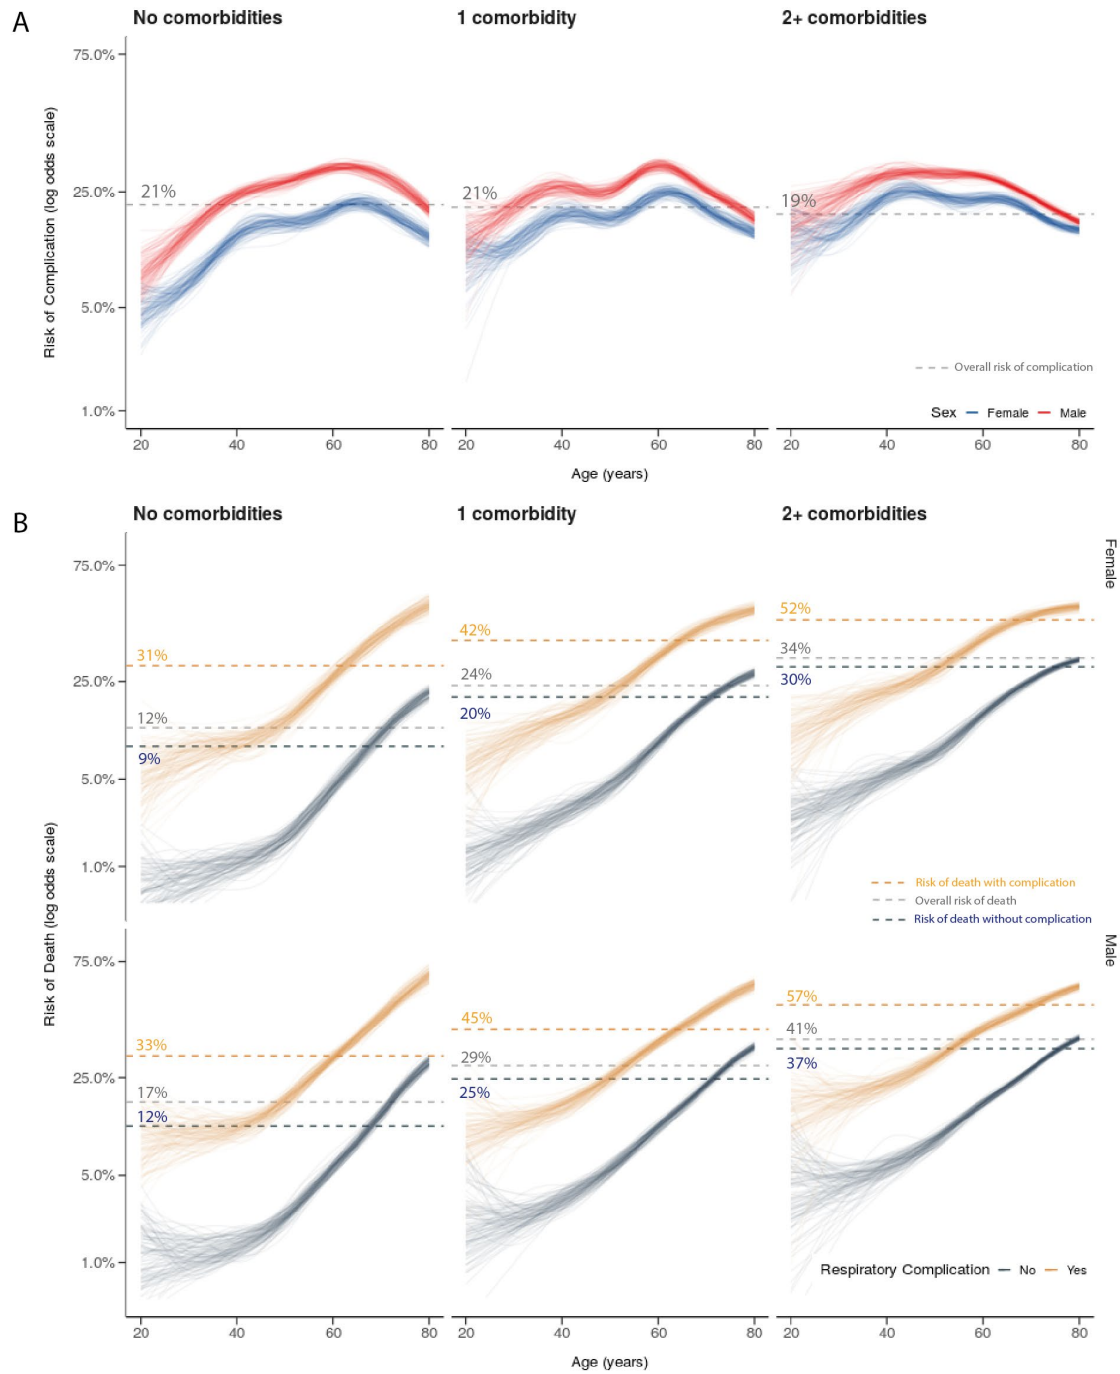 A
No comorbidities
1 comorbidity
2+ comorbidities
Risk of Complication (log odds scale)
75.0%
25.0%
5.0%
1.0%
21%
21%
19%
Overall risk of complication
Sex Female Male
20 40 60 80
20 40 60 80
20 40 60 80
Age (years)
B
No comorbidities
1 comorbidity
2+ comorbidities
Female
Risk of Death (log odds scale)
75.0%
25.0%
5.0%
1.0%
31%
12%
9%
42%
24%
20%
52%
34%
30%
Risk of death with complication
Overall risk of death
Risk of death without complication
Male
75.0%
25.0%
5.0%
1.0%
33%
17%
12%
45%
29%
25%
57%
41%
37%
Respiratory Complication No Yes
20 40 60 80
20 40 60 80
20 40 60 80
Age (years)